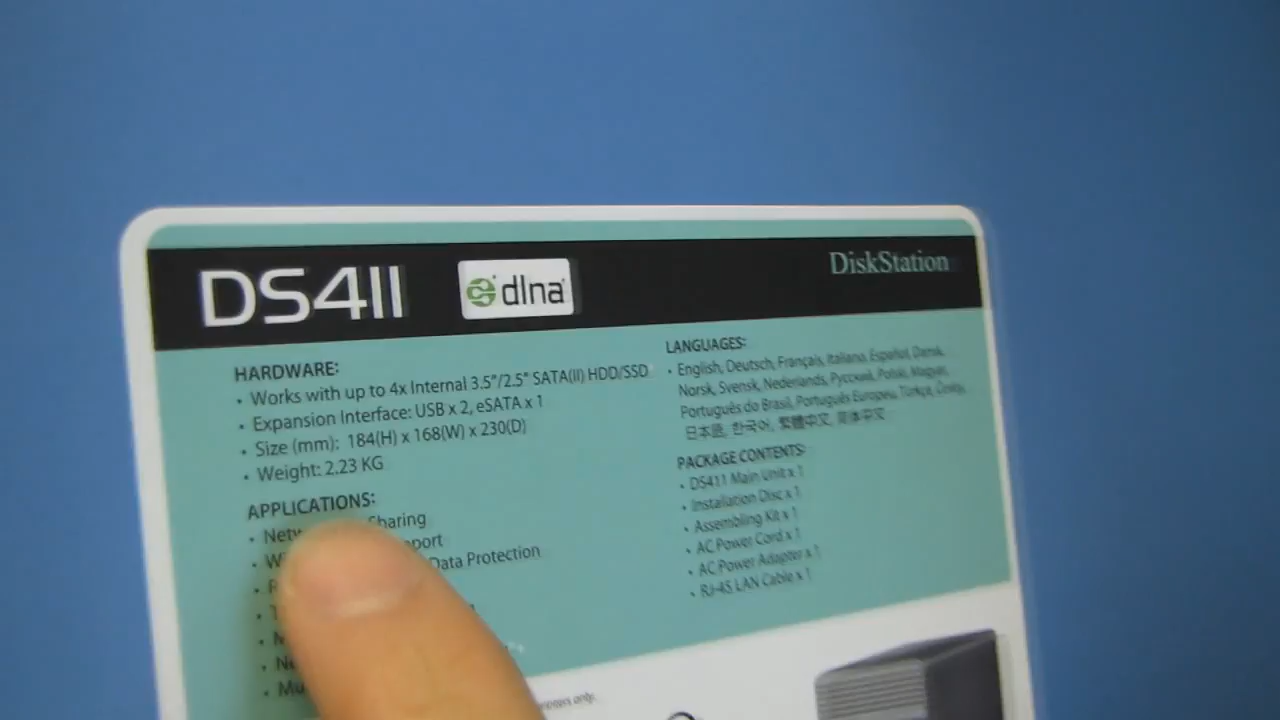 DS411
dlna
DiskStation
HARDWARE:
• Works with up to 4x Internal 3.5"/2.5" SATA(II) HDD/SSD
• Expansion Interface: USB x 2, eSATA x 1
• Size (mm): 184(H) x 168(W) x 230(D)
• Weight: 2.23 KG
APPLICATIONS:
Sharing
Data Protection
LANGUAGES:
• English, Deutsch, Français, Italiano, Español, Dansk,
Norsk, Svensk, Nederlands, Русский, Polski, Magyar,
Português do Brasil, Português Europeu, Türkçe, Česky,
日本語, 한국어, 繁體中文, 简体中文
PACKAGE CONTENTS:
• DS411 Main Unit x 1
• Installation Disc x 1
• Assembling Kit x 1
• AC Power Cord x 1
• AC Power Adapter x 1
• RJ-45 LAN Cable x 1
only.